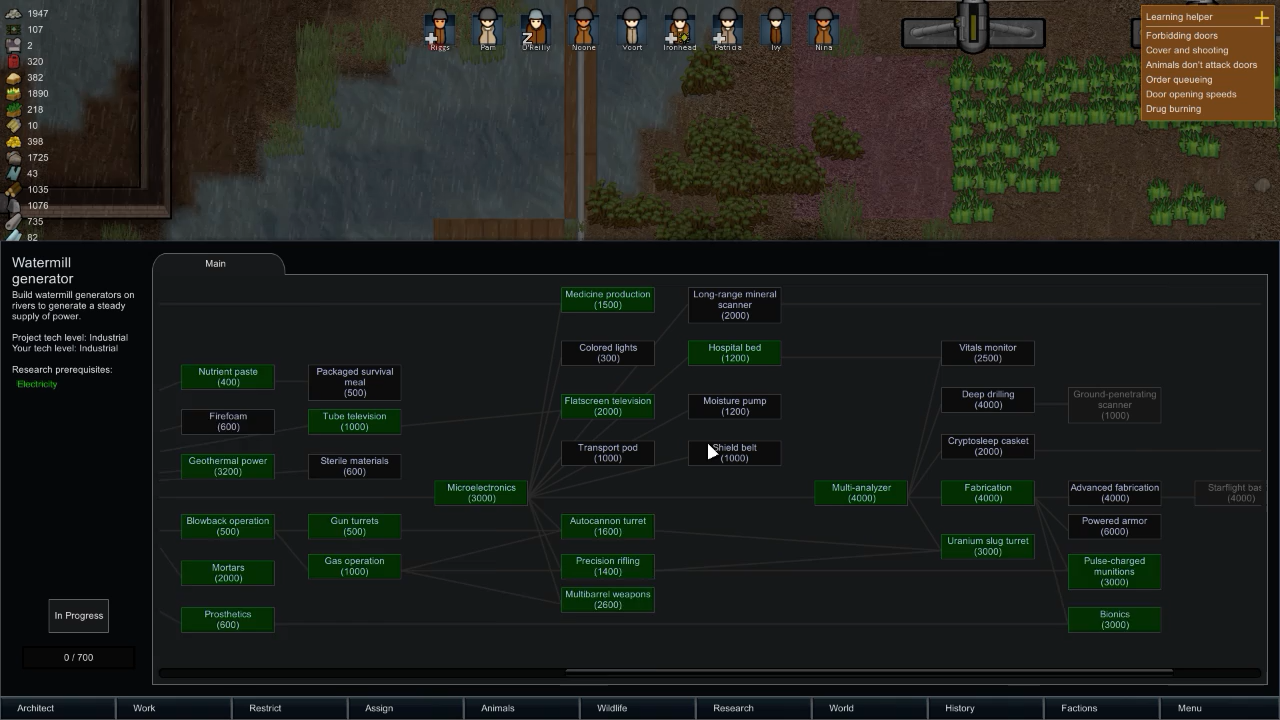 1947
107
2
320
382
1890
218
10
398
1725
43
1035
1076
735
82
Riggs
Pam
O'Reilly
Noone
Voort
Ironhead
Patricia
Ivy
Nina
Learning helper
Forbidding doors
Cover and shooting
Animals don't attack doors
Order queueing
Door opening speeds
Drug burning
Watermill
generator
Build watermill generators on
rivers to generate a steady
supply of power.
Project tech level: Industrial
Your tech level: Industrial
Research prerequisites:
Electricity
In Progress
0 / 700
Main
Nutrient paste
(400)
Firefoam
(600)
Geothermal power
(3200)
Blowback operation
(500)
Mortars
(2000)
Prosthetics
(600)
Packaged survival
meal
(500)
Tube television
(1000)
Sterile materials
(600)
Gun turrets
(500)
Gas operation
(1000)
Microelectronics
(3000)
Medicine production
(1500)
Colored lights
(300)
Flatscreen television
(2000)
Transport pod
(1000)
Autocannon turret
(1600)
Precision rifling
(1400)
Multibarrel weapons
(2600)
Long-range mineral
scanner
(2000)
Hospital bed
(1200)
Moisture pump
(1200)
Shield belt
(1000)
Multi-analyzer
(4000)
Vitals monitor
(2500)
Deep drilling
(4000)
Cryptosleep casket
(2000)
Fabrication
(4000)
Uranium slug turret
(3000)
Ground-penetrating
scanner
(1000)
Advanced fabrication
(4000)
Powered armor
(6000)
Pulse-charged
munitions
(3000)
Bionics
(3000)
Starflight bas
(4000)
Architect
Work
Restrict
Assign
Animals
Wildlife
Research
World
History
Factions
Menu